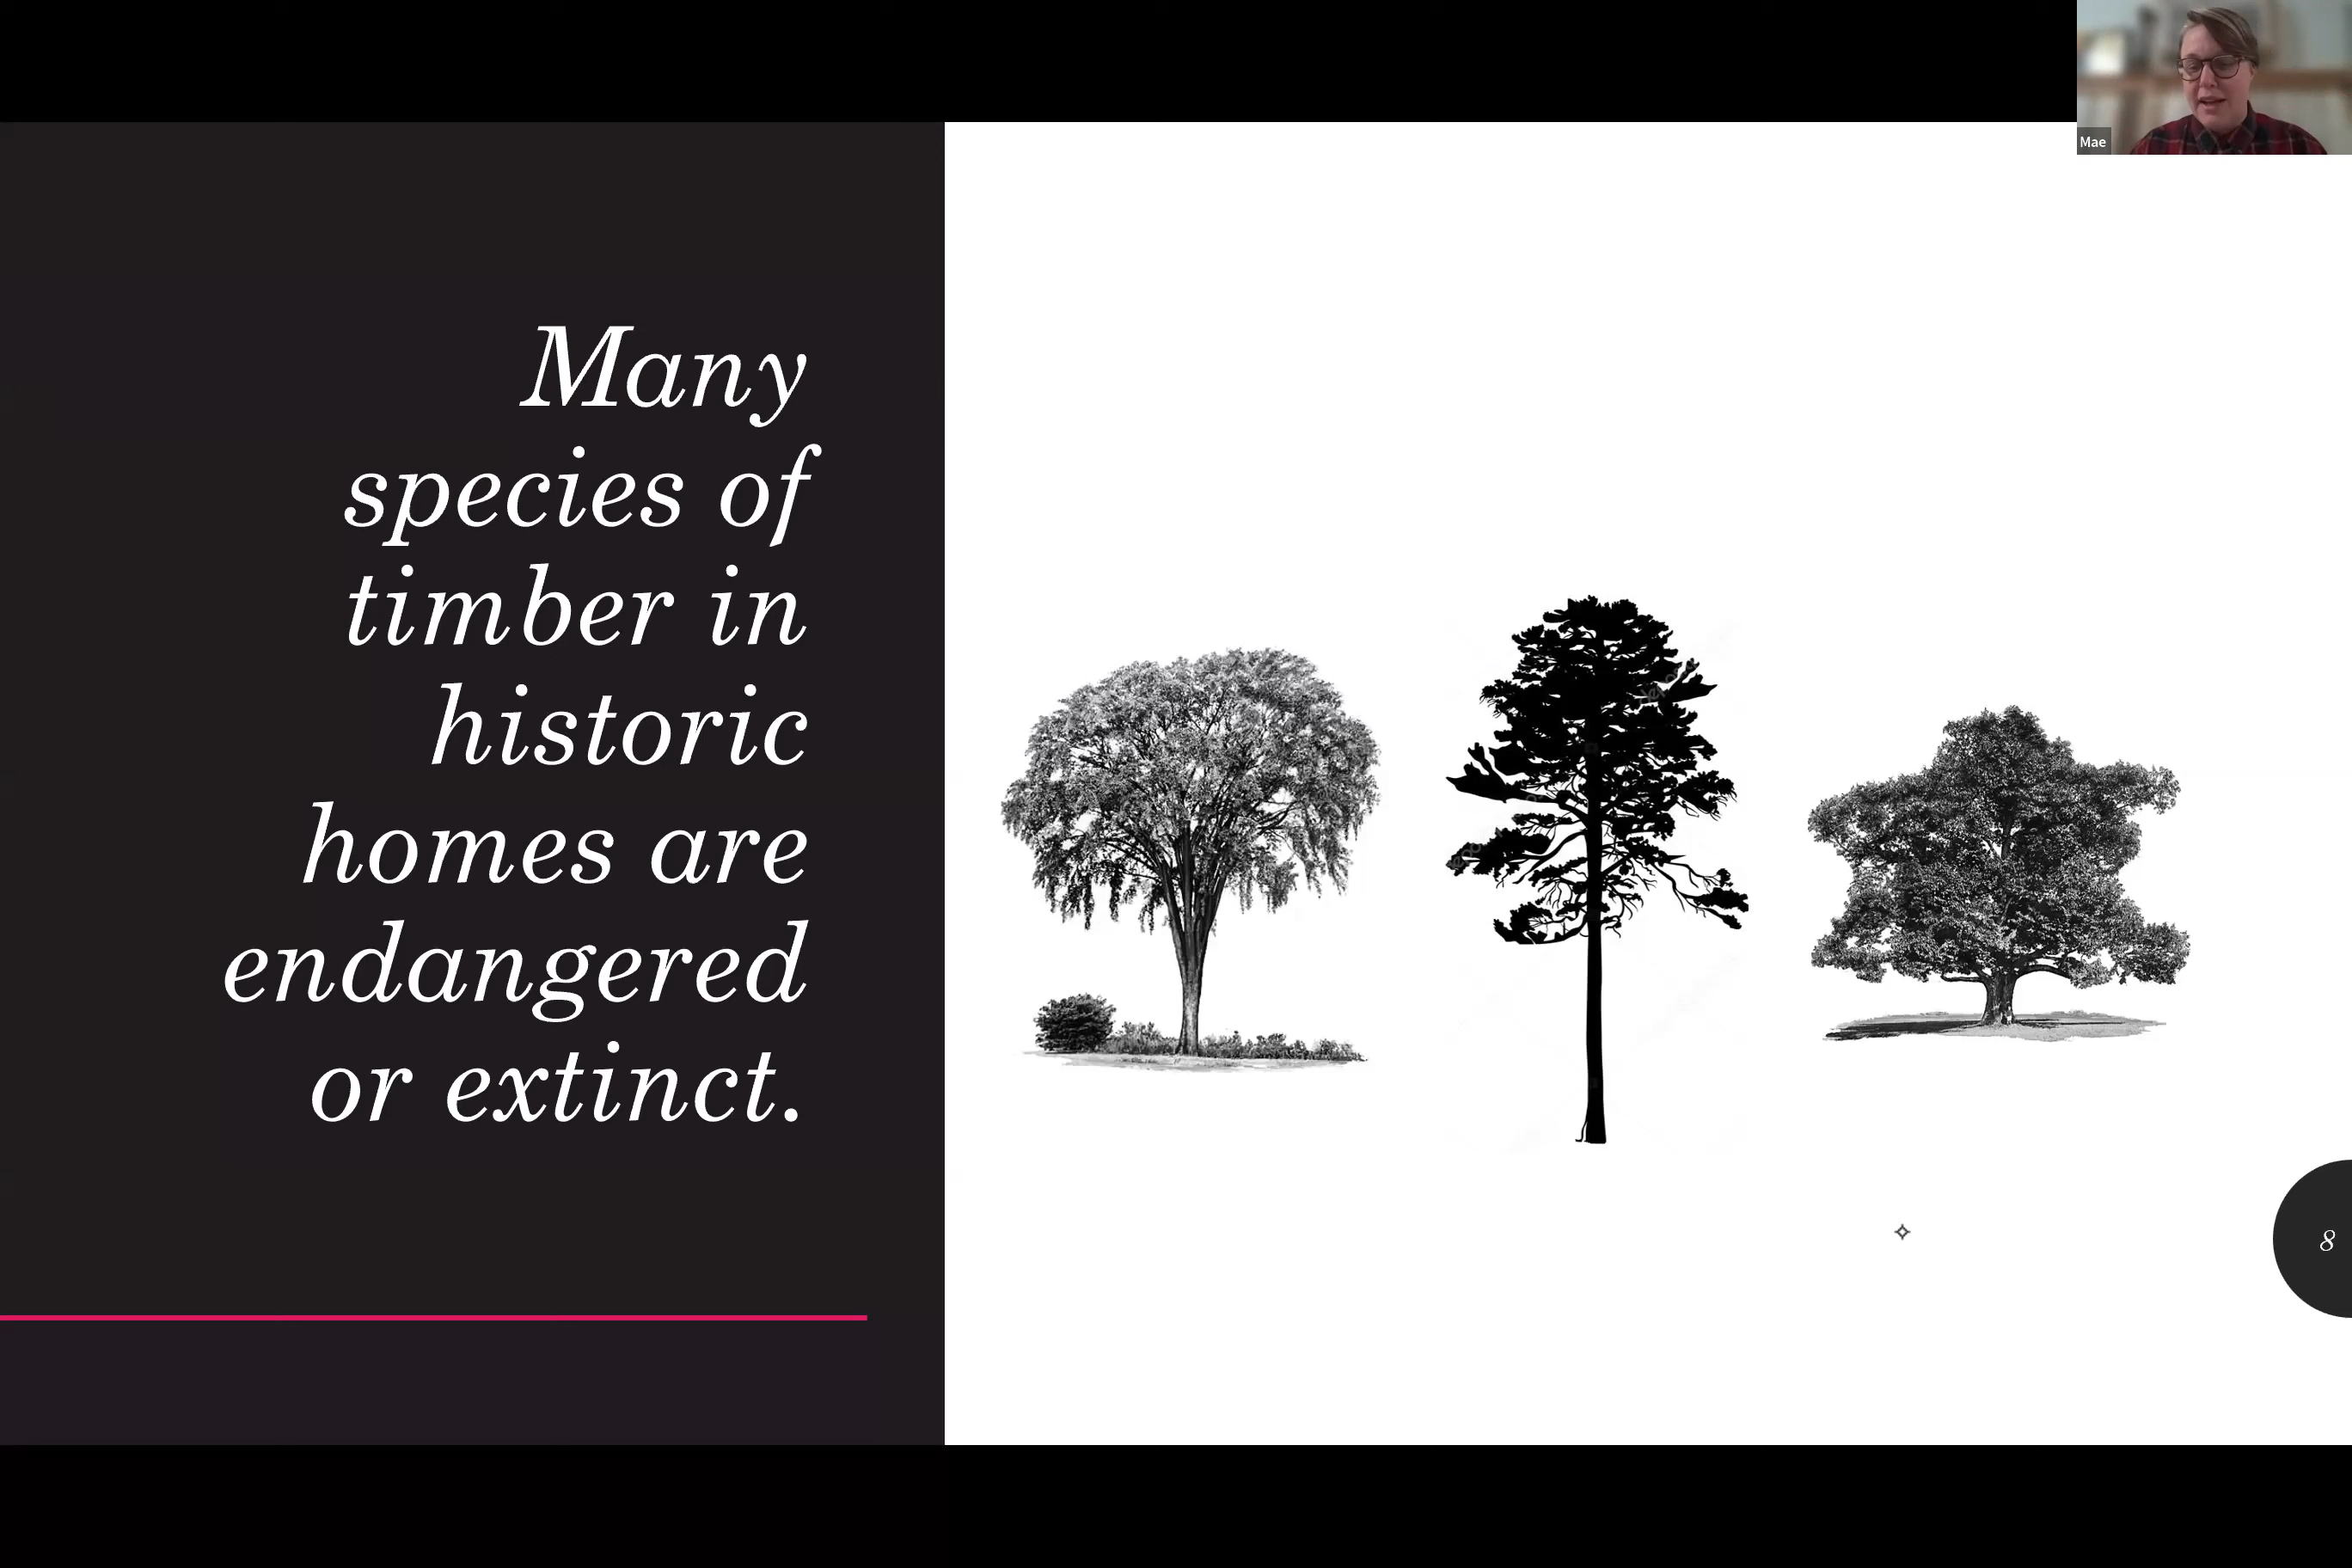 Mae
Many
species of
timber in
historic
homes are
endangered
or extinct.
8